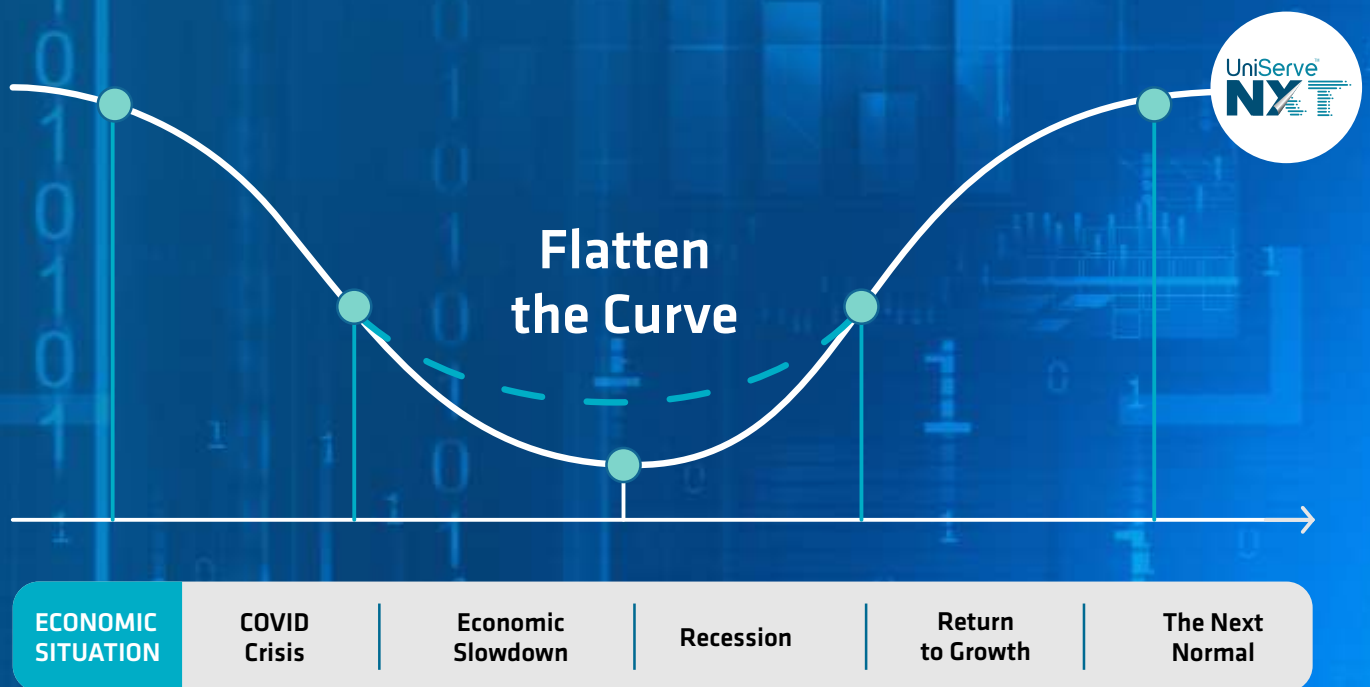 UniServe
NXT
Flatten
the Curve
ECONOMIC
SITUATION
COVID
Crisis
Economic
Slowdown
Recession
Return
to Growth
The Next
Normal